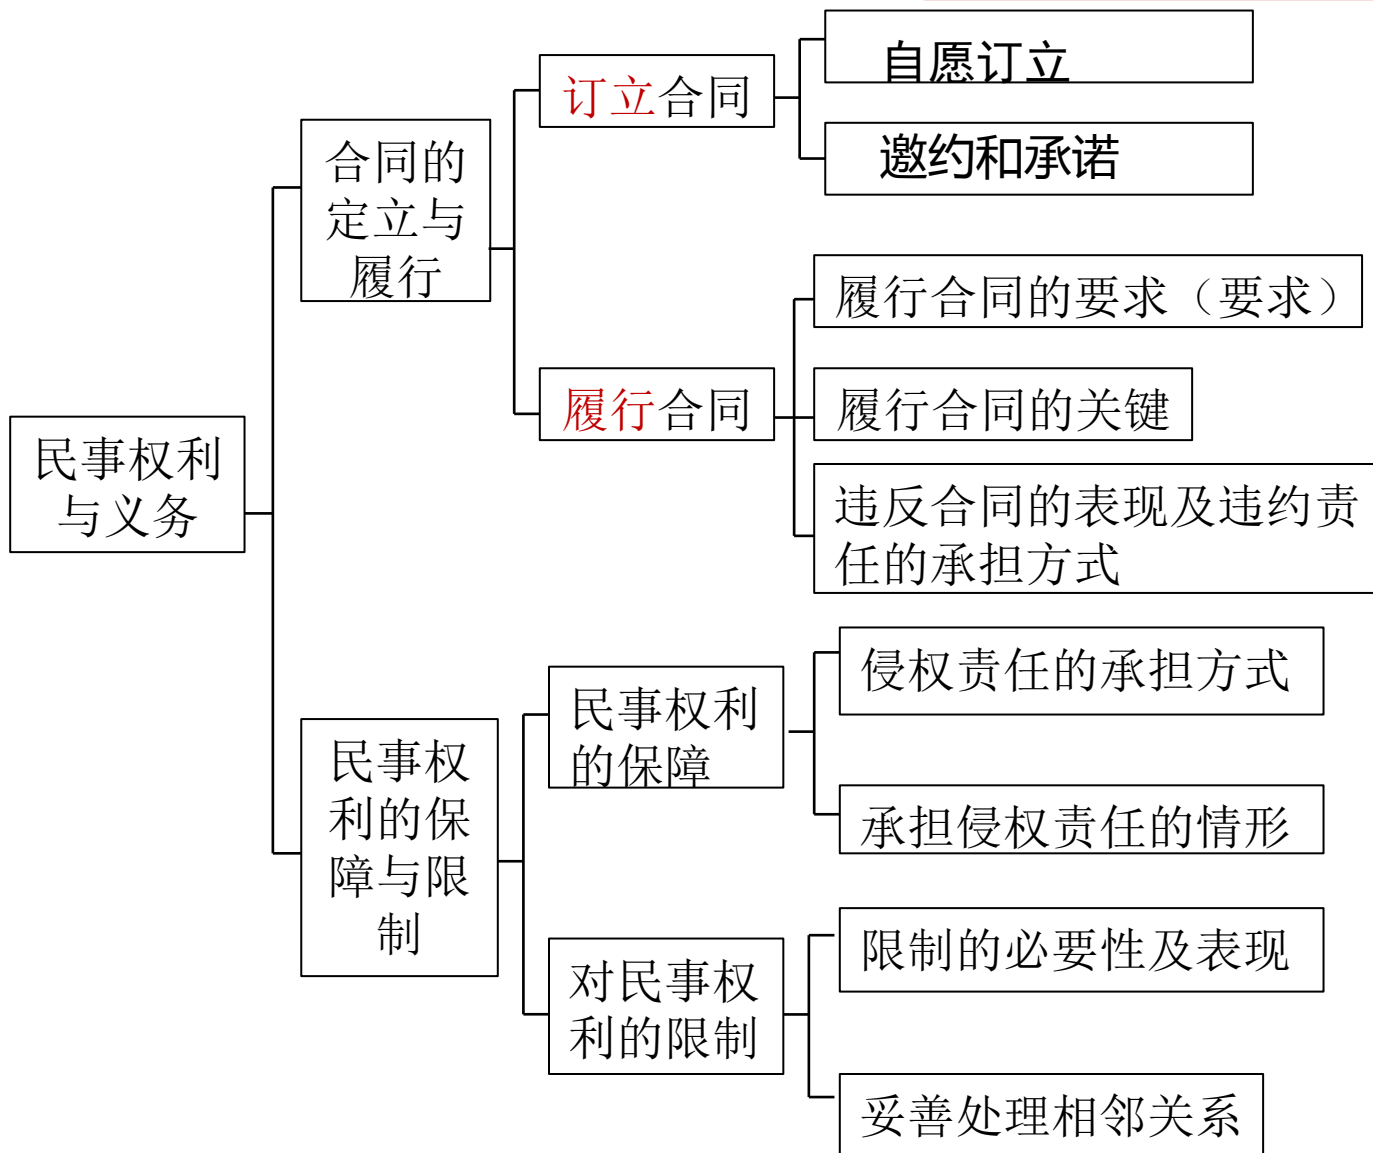 民事权利
与义务
合同的
定立与
履行
订立合同
自愿订立
邀约和承诺
履行合同
履行合同的要求（要求）
履行合同的关键
违反合同的表现及违约责
任的承担方式
民事权
利的保
障与限
制
民事权利
的保障
侵权责任的承担方式
承担侵权责任的情形
对民事权
利的限制
限制的必要性及表现
妥善处理相邻关系